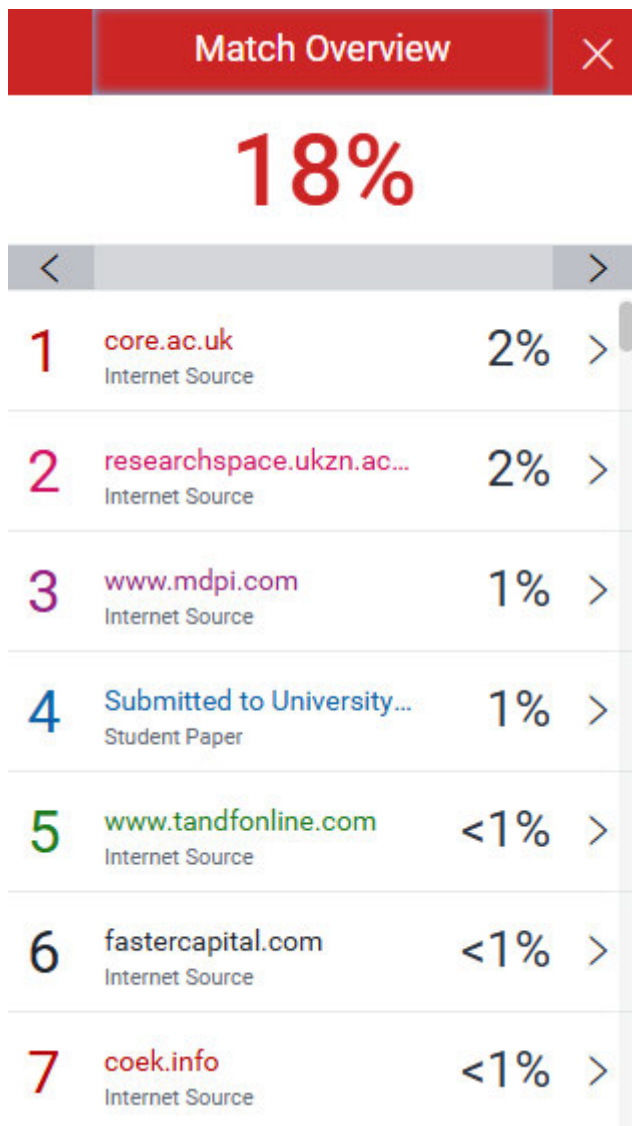 Match Overview
18%
1 core.ac.uk 2%
Internet Source
2 researchspace.ukzn.ac... 2%
Internet Source
3 www.mdpi.com 1%
Internet Source
4 Submitted to University... 1%
Student Paper
5 www.tandfonline.com <1%
Internet Source
6 fastercapital.com <1%
Internet Source
7 coek.info <1%
Internet Source